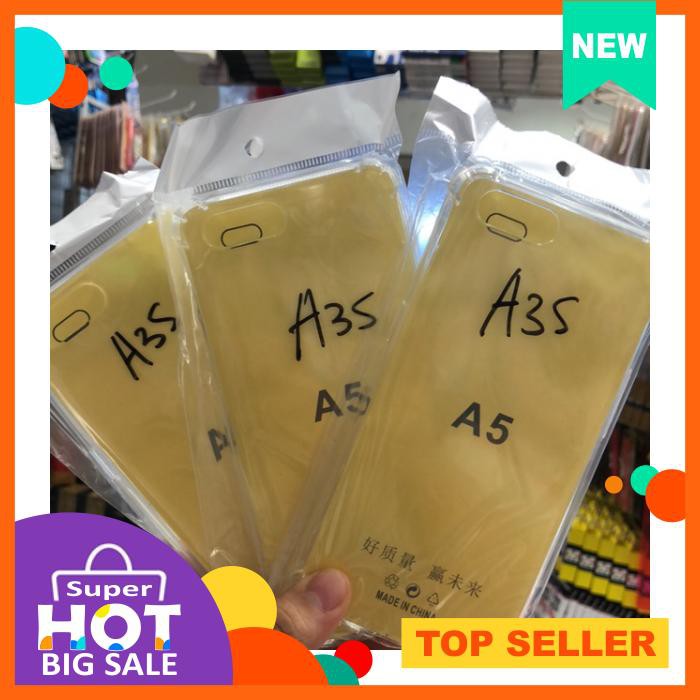 NEW
A3S
A3S
A3S
A5
A5
好质量 赢未来
MADE IN CHINA
Super
HOT
BIG SALE
TOP SELLER